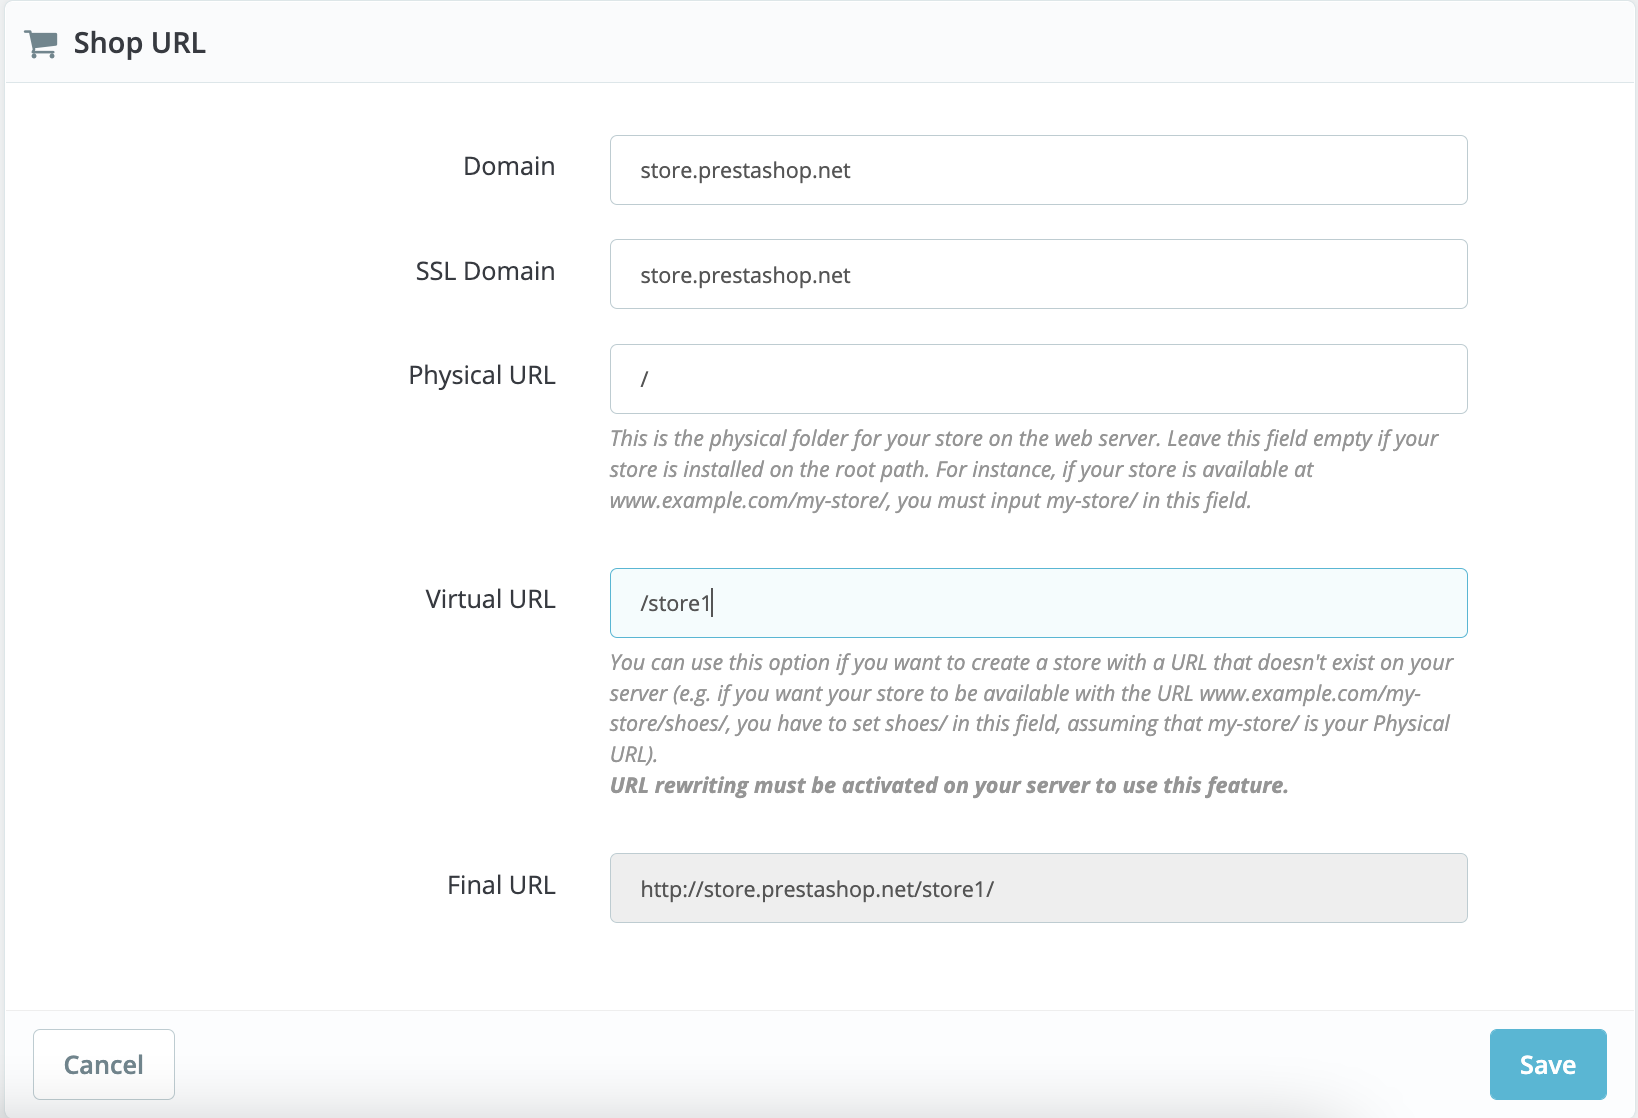 Shop URL
Domain
store.prestashop.net
SSL Domain
store.prestashop.net
Physical URL
/
This is the physical folder for your store on the web server. Leave this field empty if your
store is installed on the root path. For instance, if your store is available at
www.example.com/my-store/, you must input my-store/ in this field.
Virtual URL
/store1
You can use this option if you want to create a store with a URL that doesn't exist on your
server (e.g. if you want your store to be available with the URL www.example.com/my-
store/shoes/, you have to set shoes/ in this field, assuming that my-store/ is your Physical
URL).
URL rewriting must be activated on your server to use this feature.
Final URL
http://store.prestashop.net/store1/
Cancel
Save